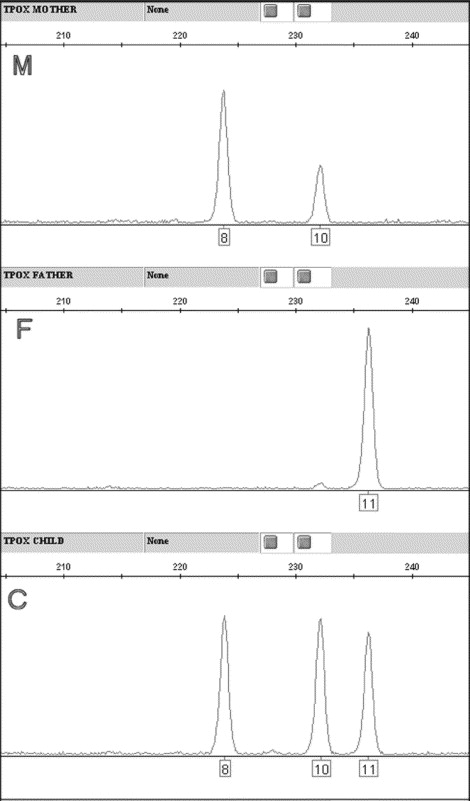 TPOX MOTHER None
210 220 230 240
M
8 10
TPOX FATHER None
210 220 230 240
F
11
TPOX CHILD None
210 220 230 240
C
8 10 11